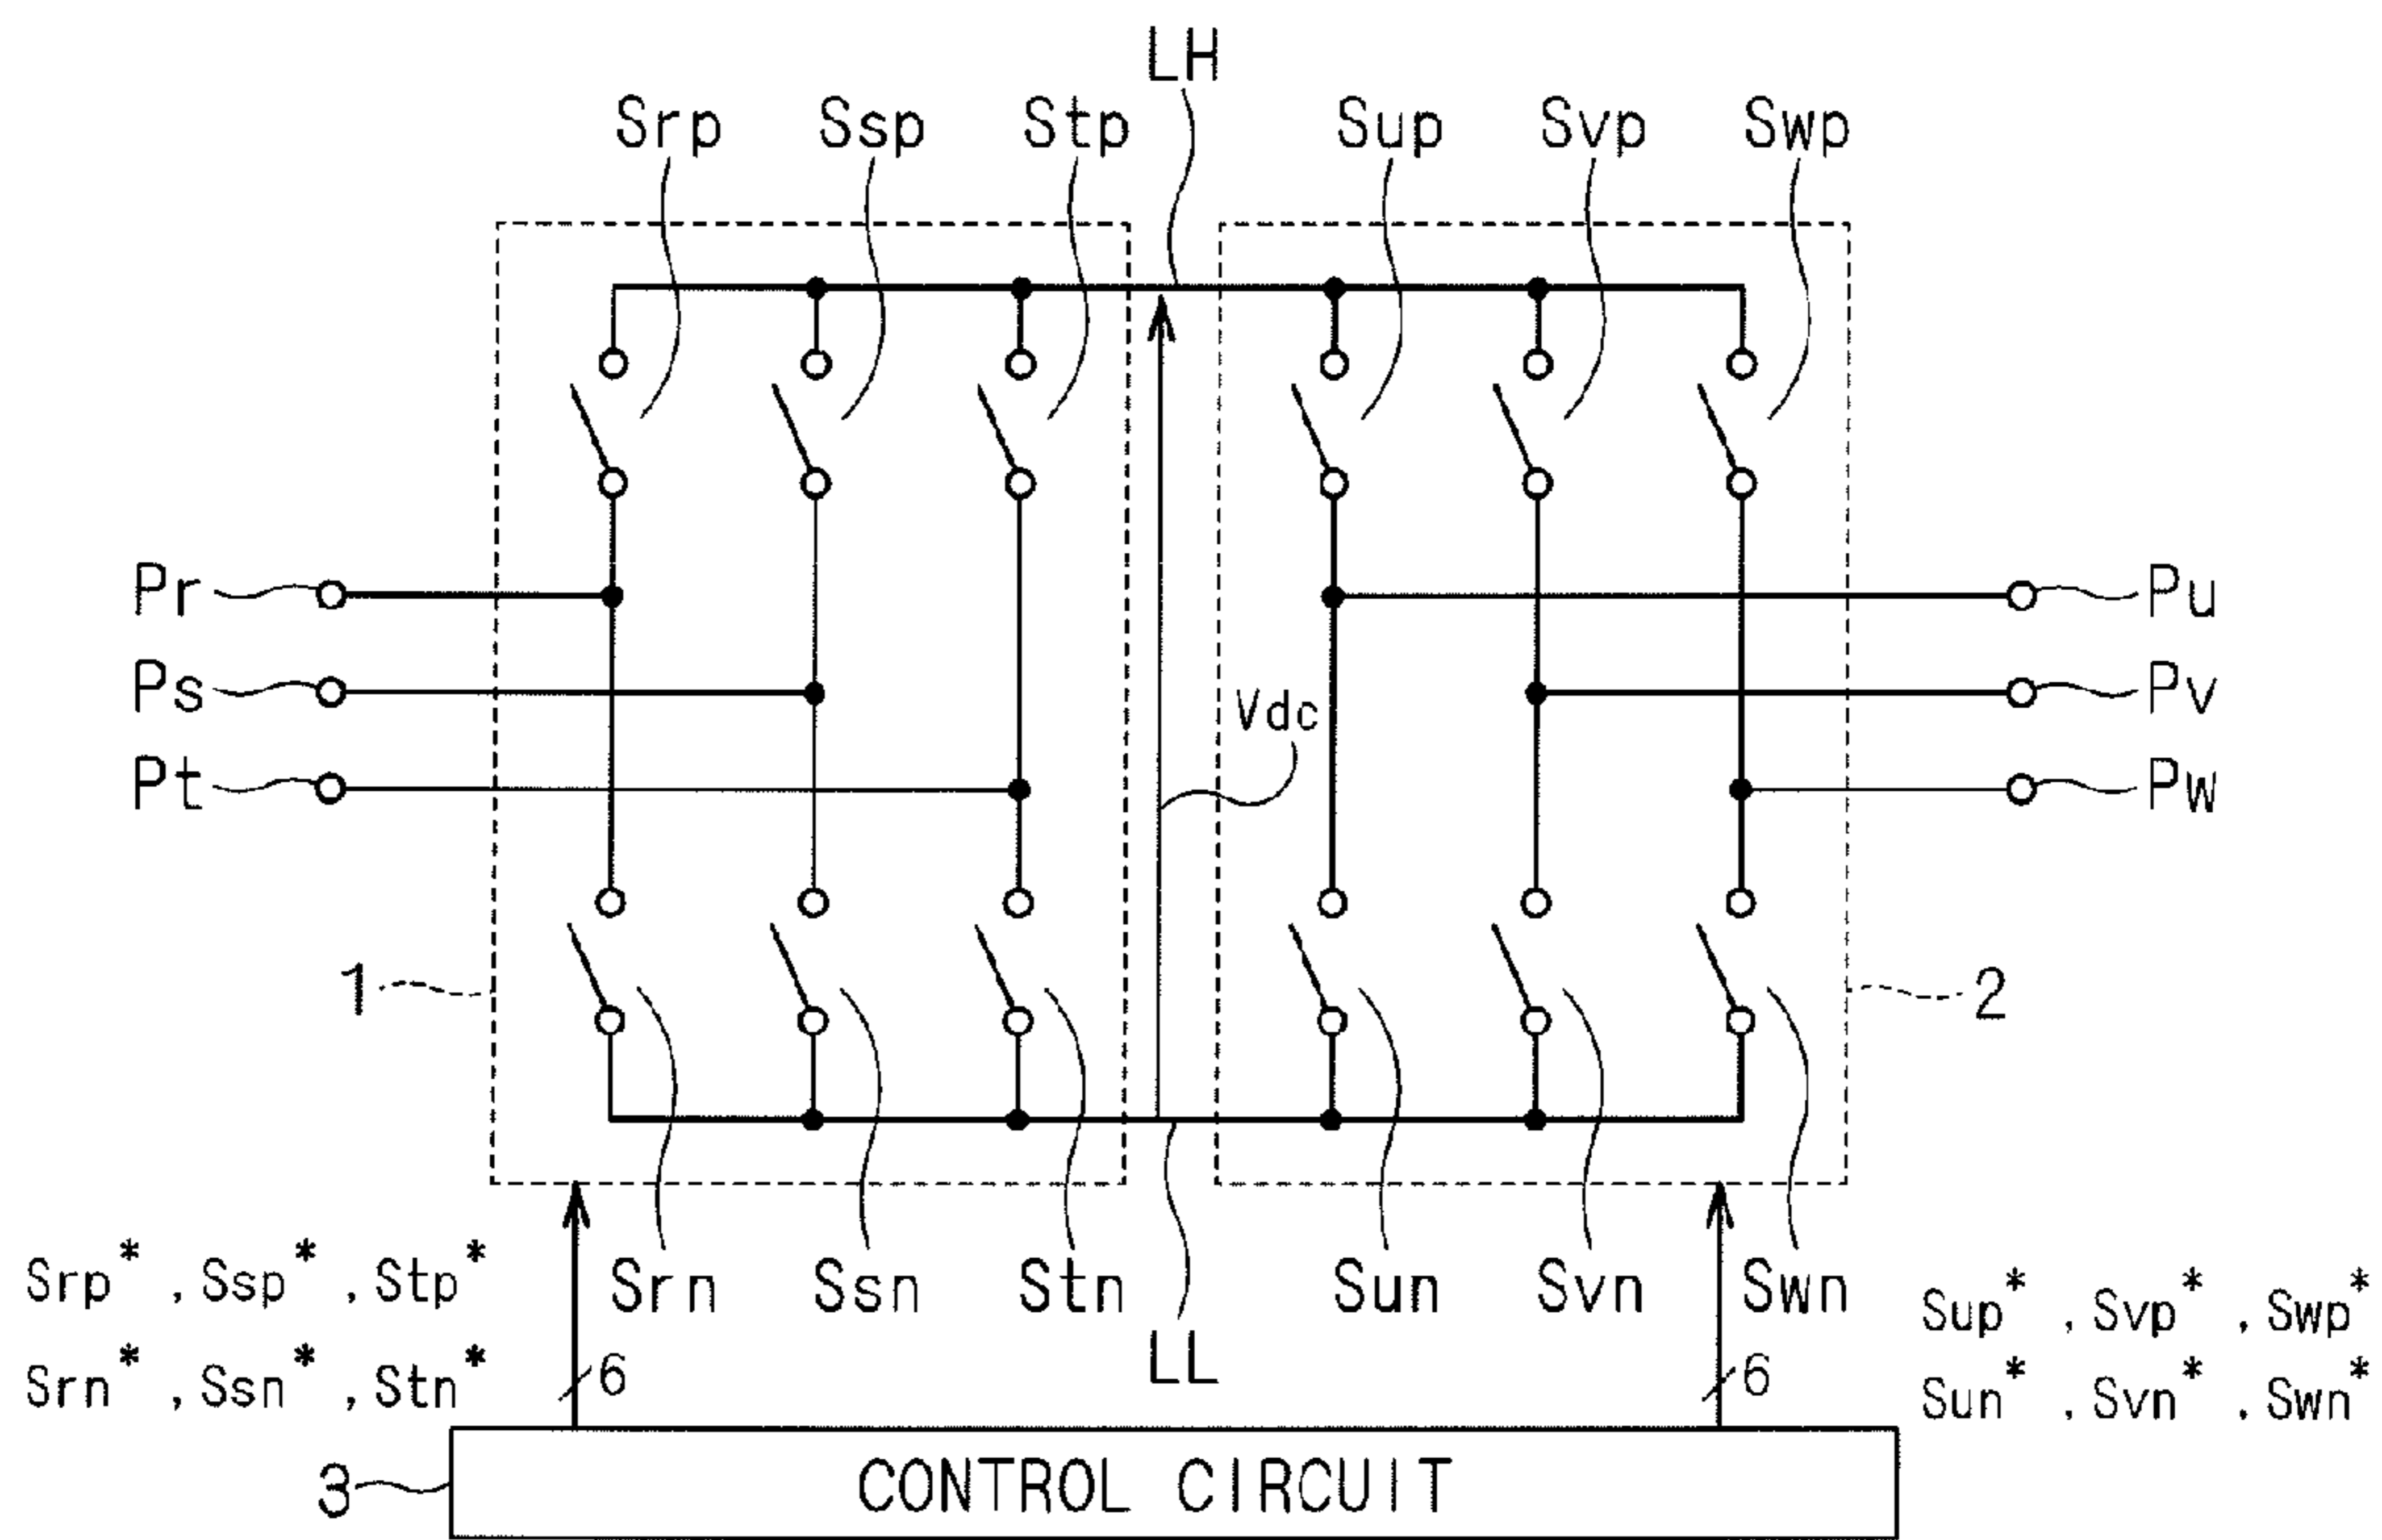 LH
Srp Ssp Stp Sup Svp Swp
Pr Pu
Ps Vdc Pv
Pt Pw
1 2
Srn Ssn Stn Sun Svn Swn
Srp* , Ssp* , Stp* Sup* , Svp* , Swp*
LL
Srn* , Ssn* , Stn* 6 6 Sun* , Svn* , Swn*
3 CONTROL CIRCUIT